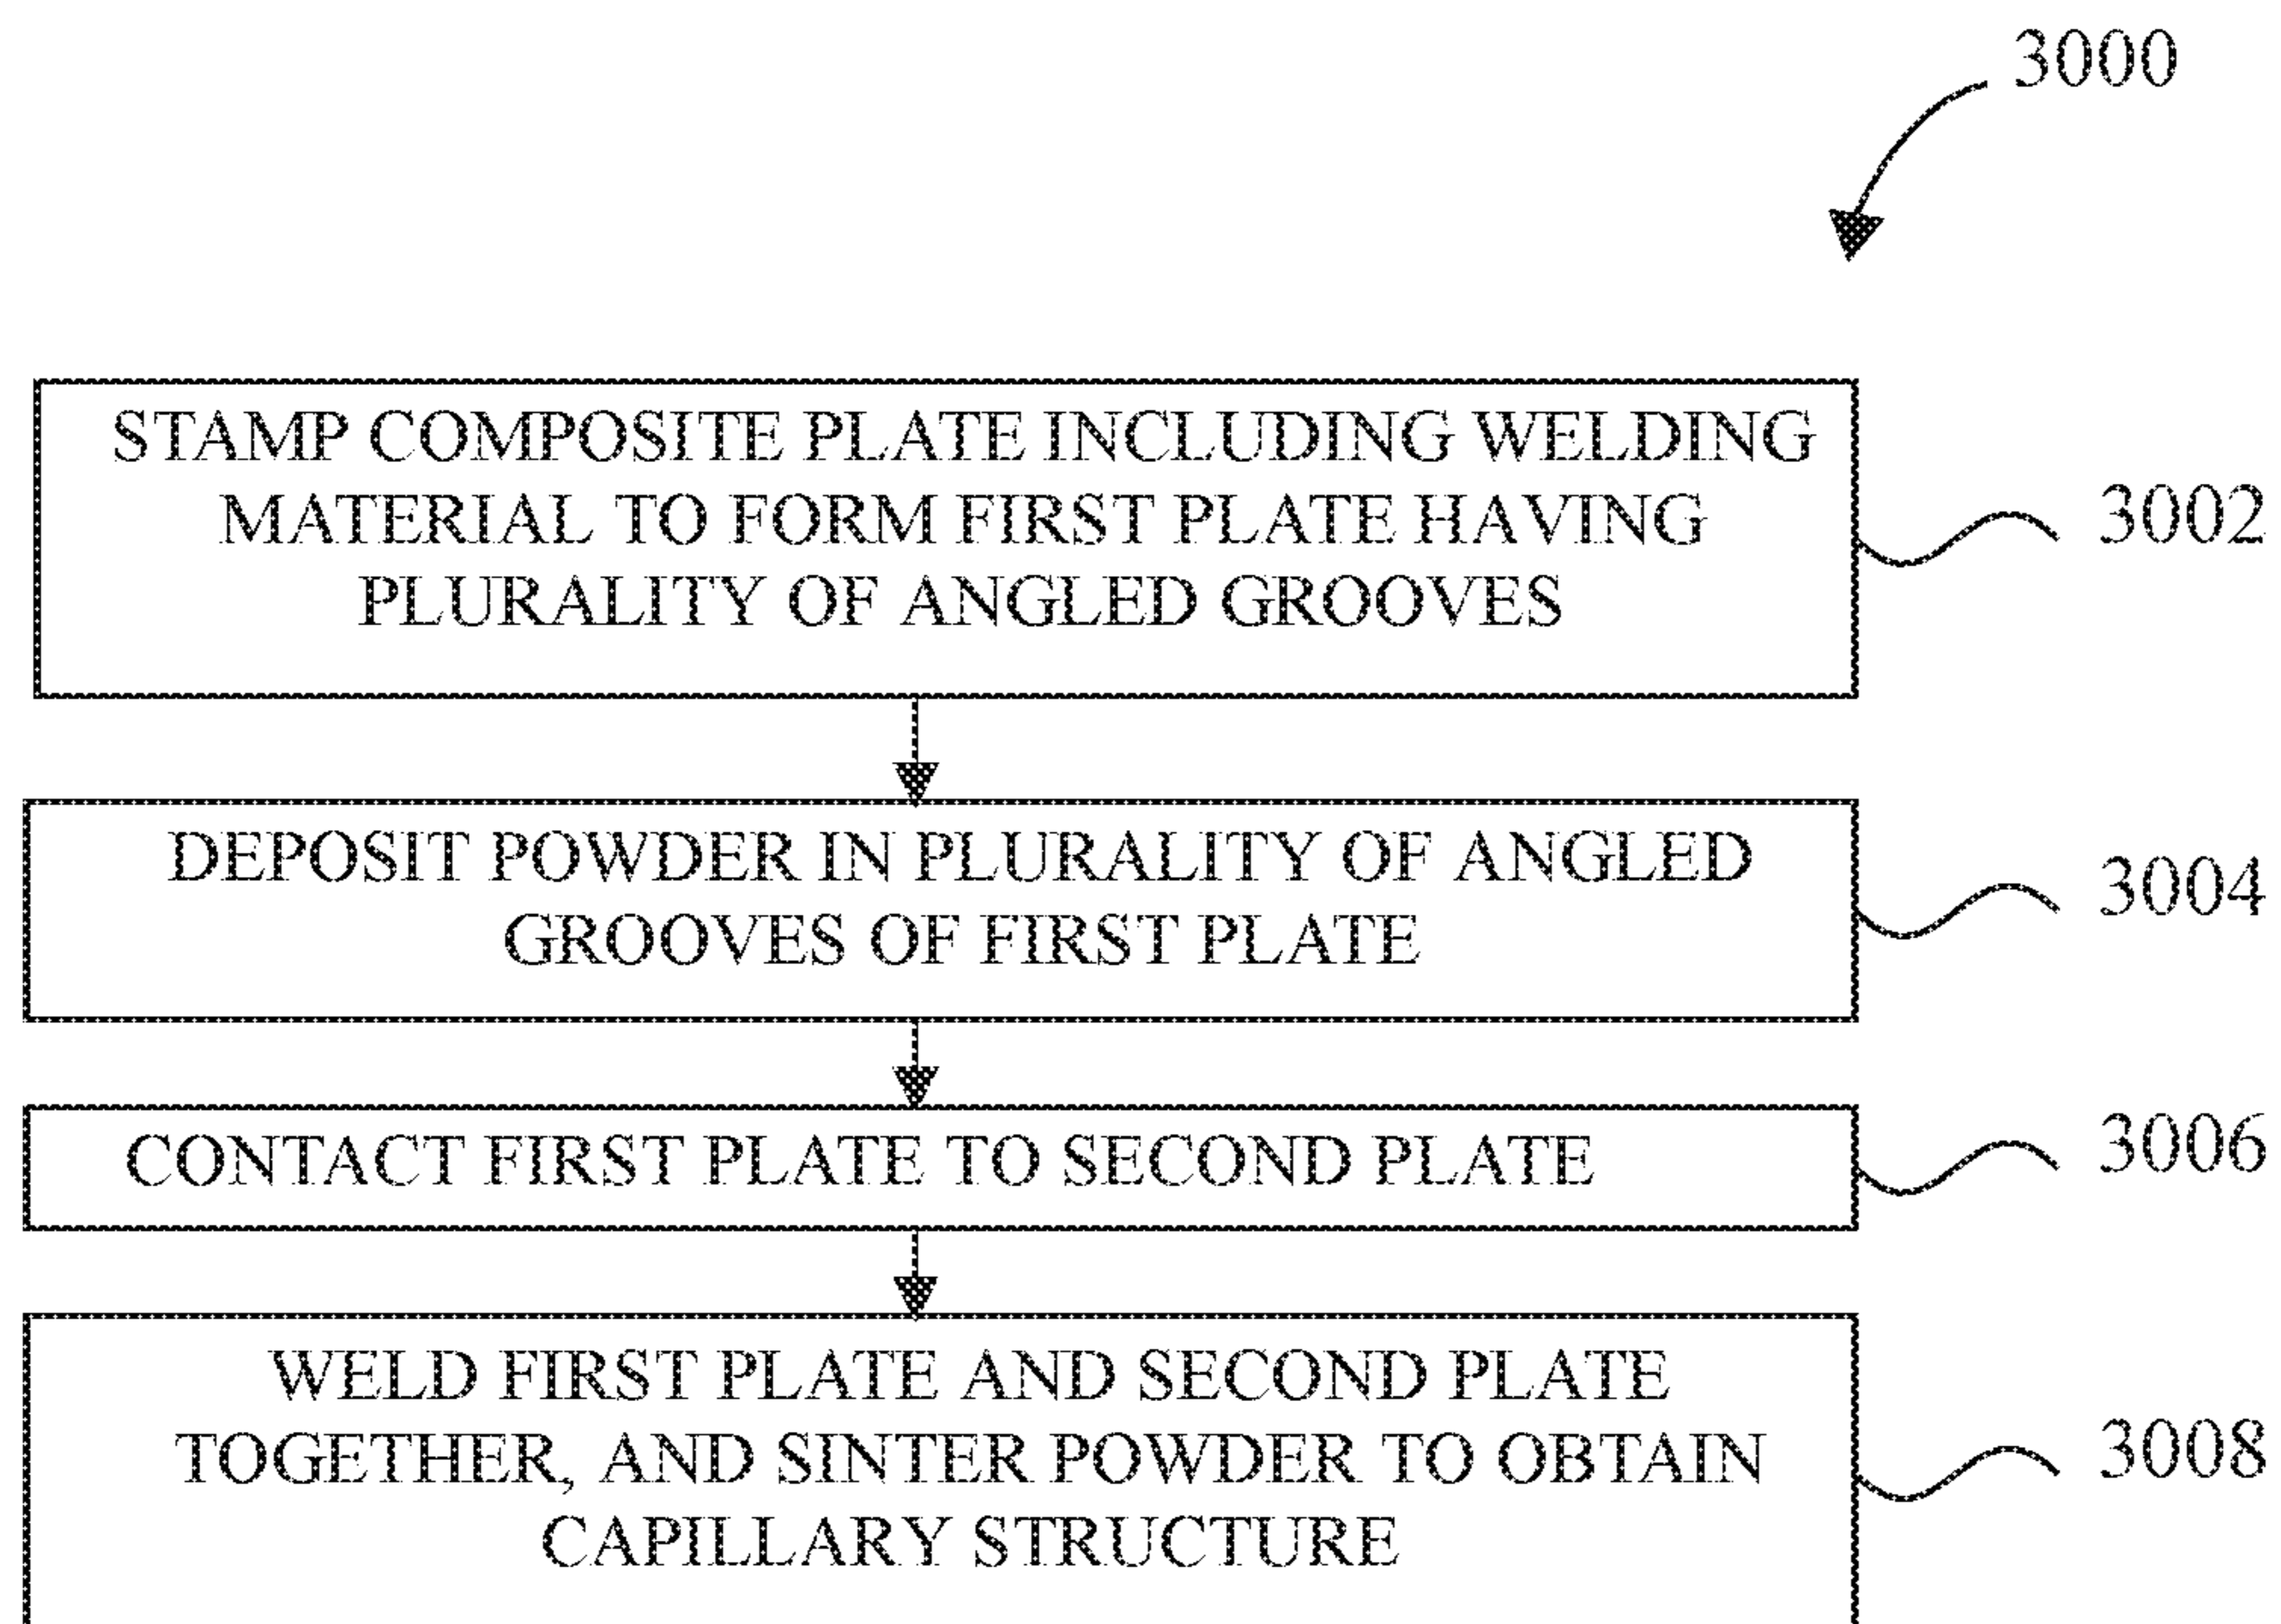 3000
STAMP COMPOSITE PLATE INCLUDING WELDING
MATERIAL TO FORM FIRST PLATE HAVING
PLURALITY OF ANGLED GROOVES
3002
DEPOSIT POWDER IN PLURALITY OF ANGLED
GROOVES OF FIRST PLATE
3004
CONTACT FIRST PLATE TO SECOND PLATE
3006
WELD FIRST PLATE AND SECOND PLATE
TOGETHER, AND SINTER POWDER TO OBTAIN
CAPILLARY STRUCTURE
3008